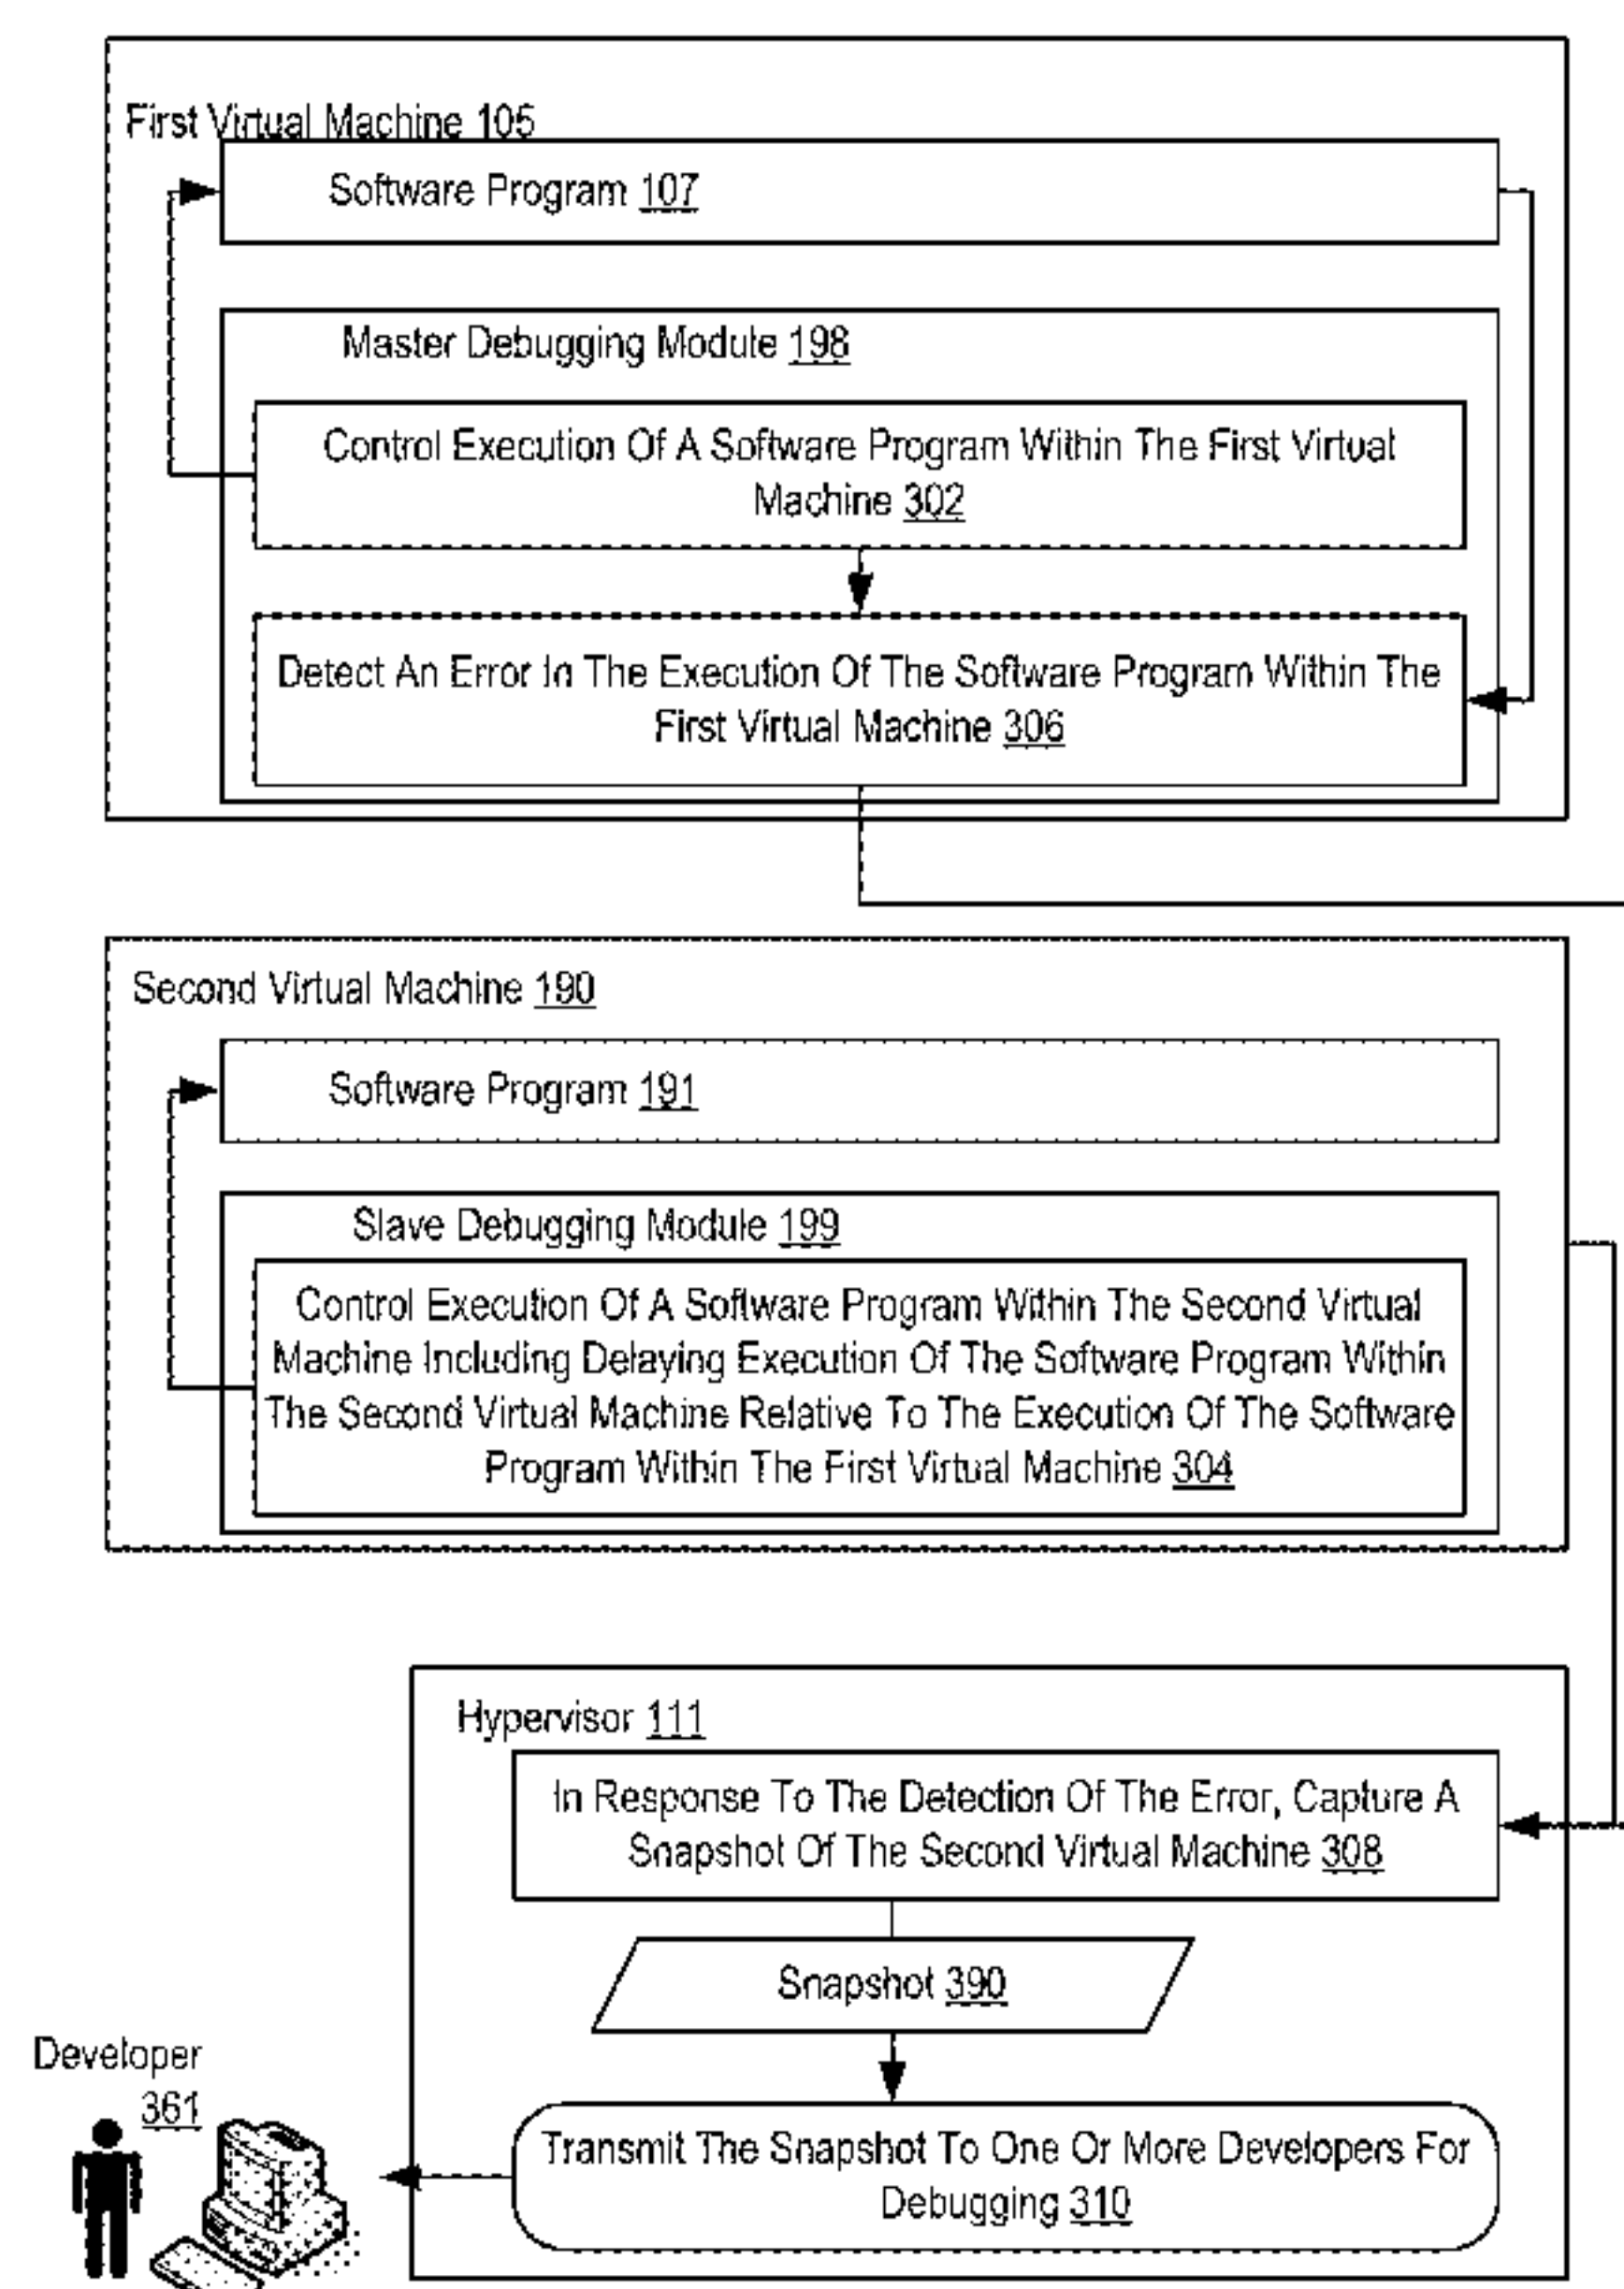 First Virtual Machine 105
Software Program 107
Master Debugging Module 198
Control Execution Of A Software Program Within The First Virtual
Machine 302
Detect An Error In The Execution Of The Software Program Within The
First Virtual Machine 306
Second Virtual Machine 190
Software Program 191
Slave Debugging Module 199
Control Execution Of A Software Program Within The Second Virtual
Machine Including Delaying Execution Of The Software Program Within
The Second Virtual Machine Relative To The Execution Of The Software
Program Within The First Virtual Machine 304
Hypervisor 111
In Response To The Detection Of The Error, Capture A
Snapshot Of The Second Virtual Machine 308
Snapshot 390
Developer
361
Transmit The Snapshot To One Or More Developers For
Debugging 310